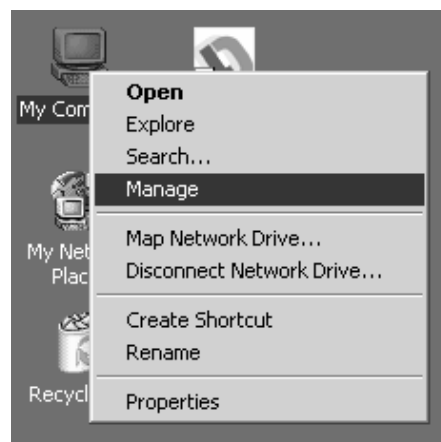 My Com
Open
Explore
Search...
Manage
My Net
Plac
Map Network Drive...
Disconnect Network Drive...
Create Shortcut
Rename
Recycl
Properties